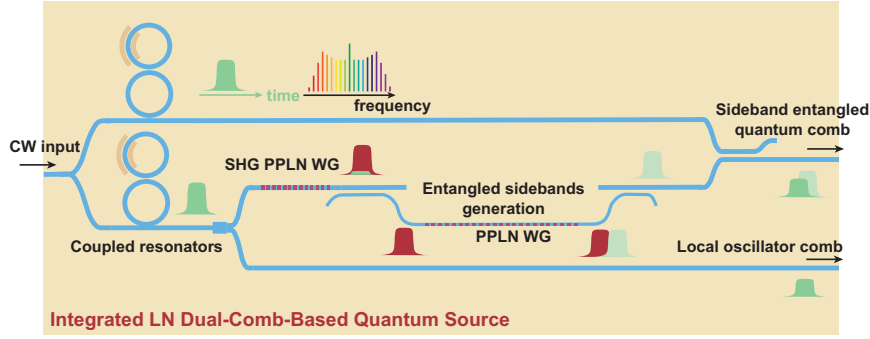 time
frequency
Sideband entangled
quantum comb
CW input
SHG PPLN WG
Entangled sidebands
generation
PPLN WG
Coupled resonators
Local oscillator comb
Integrated LN Dual-Comb-Based Quantum Source